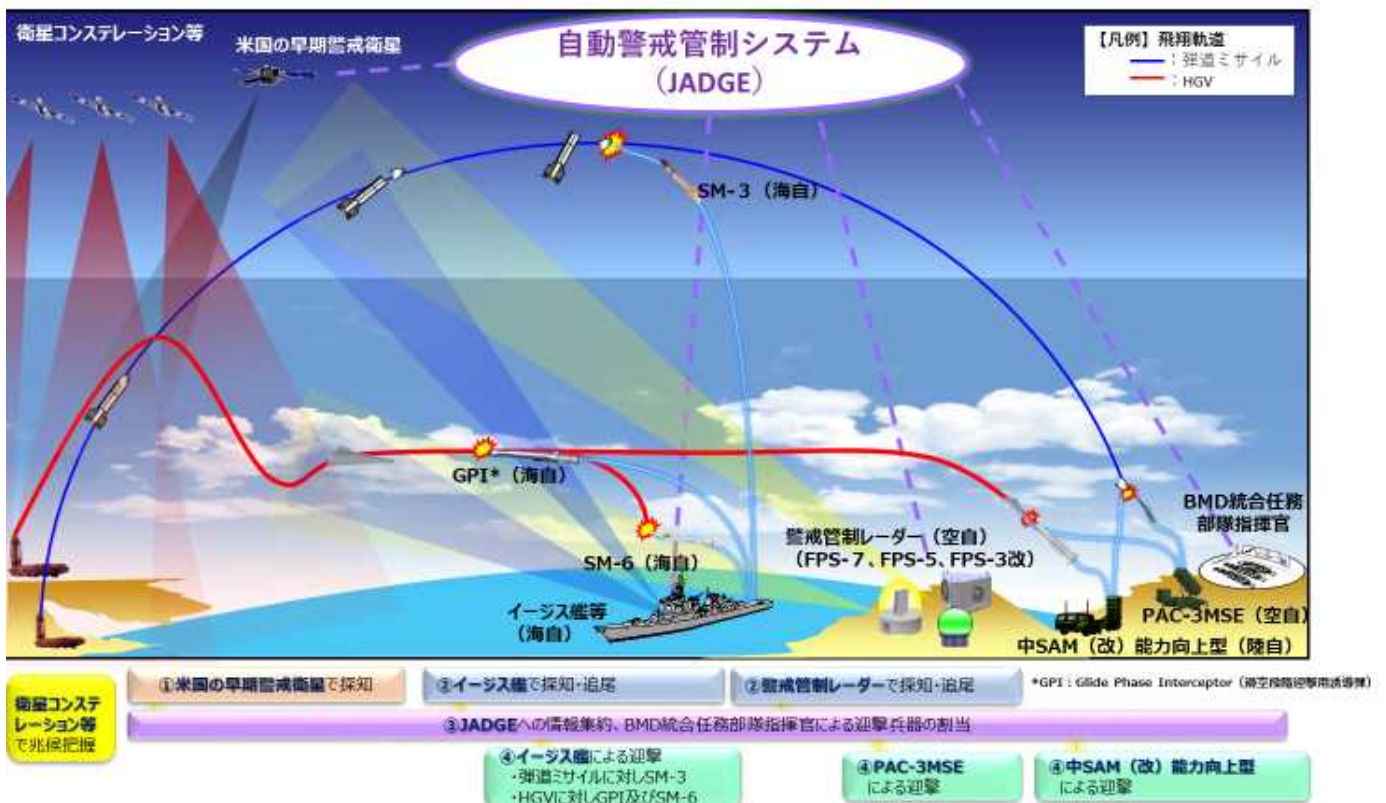 衛星コンステレーション等
米国の早期警戒衛星
自動警戒管制システム
(JADGE)
【凡例】飛翔軌道
：弾道ミサイル
：HGV
SM-3（海自）
GPI*（海自）
SM-6（海自）
イージス艦等
（海自）
警戒管制レーダー（空自）
（FPS-7、FPS-5、FPS-3改）
BMD統合任務
部隊指揮官
PAC-3MSE（空自）
中SAM（改）能力向上型（陸自）
衛星コンステ
レーション等
で兆候把握
①米国の早期警戒衛星で探知
②イージス艦で探知・追尾
②警戒管制レーダーで探知・追尾
*GPI：Glide Phase Interceptor（滑空段階迎撃用誘導弾）
③JADGEへの情報集約、BMD統合任務部隊指揮官による迎撃兵器の割当
④イージス艦による迎撃
・弾道ミサイルに対しSM-3
・HGVに対しGPI及びSM-6
④PAC-3MSE
による迎撃
④中SAM（改）能力向上型
による迎撃